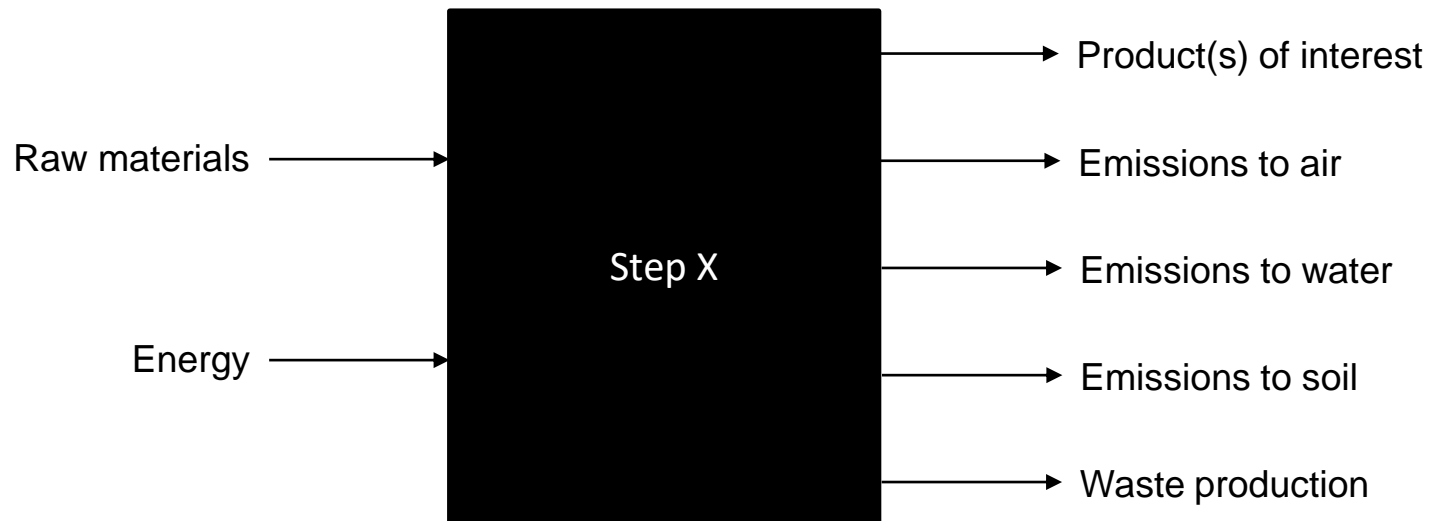 Raw materials
Energy
Step X
Product(s) of interest
Emissions to air
Emissions to water
Emissions to soil
Waste production